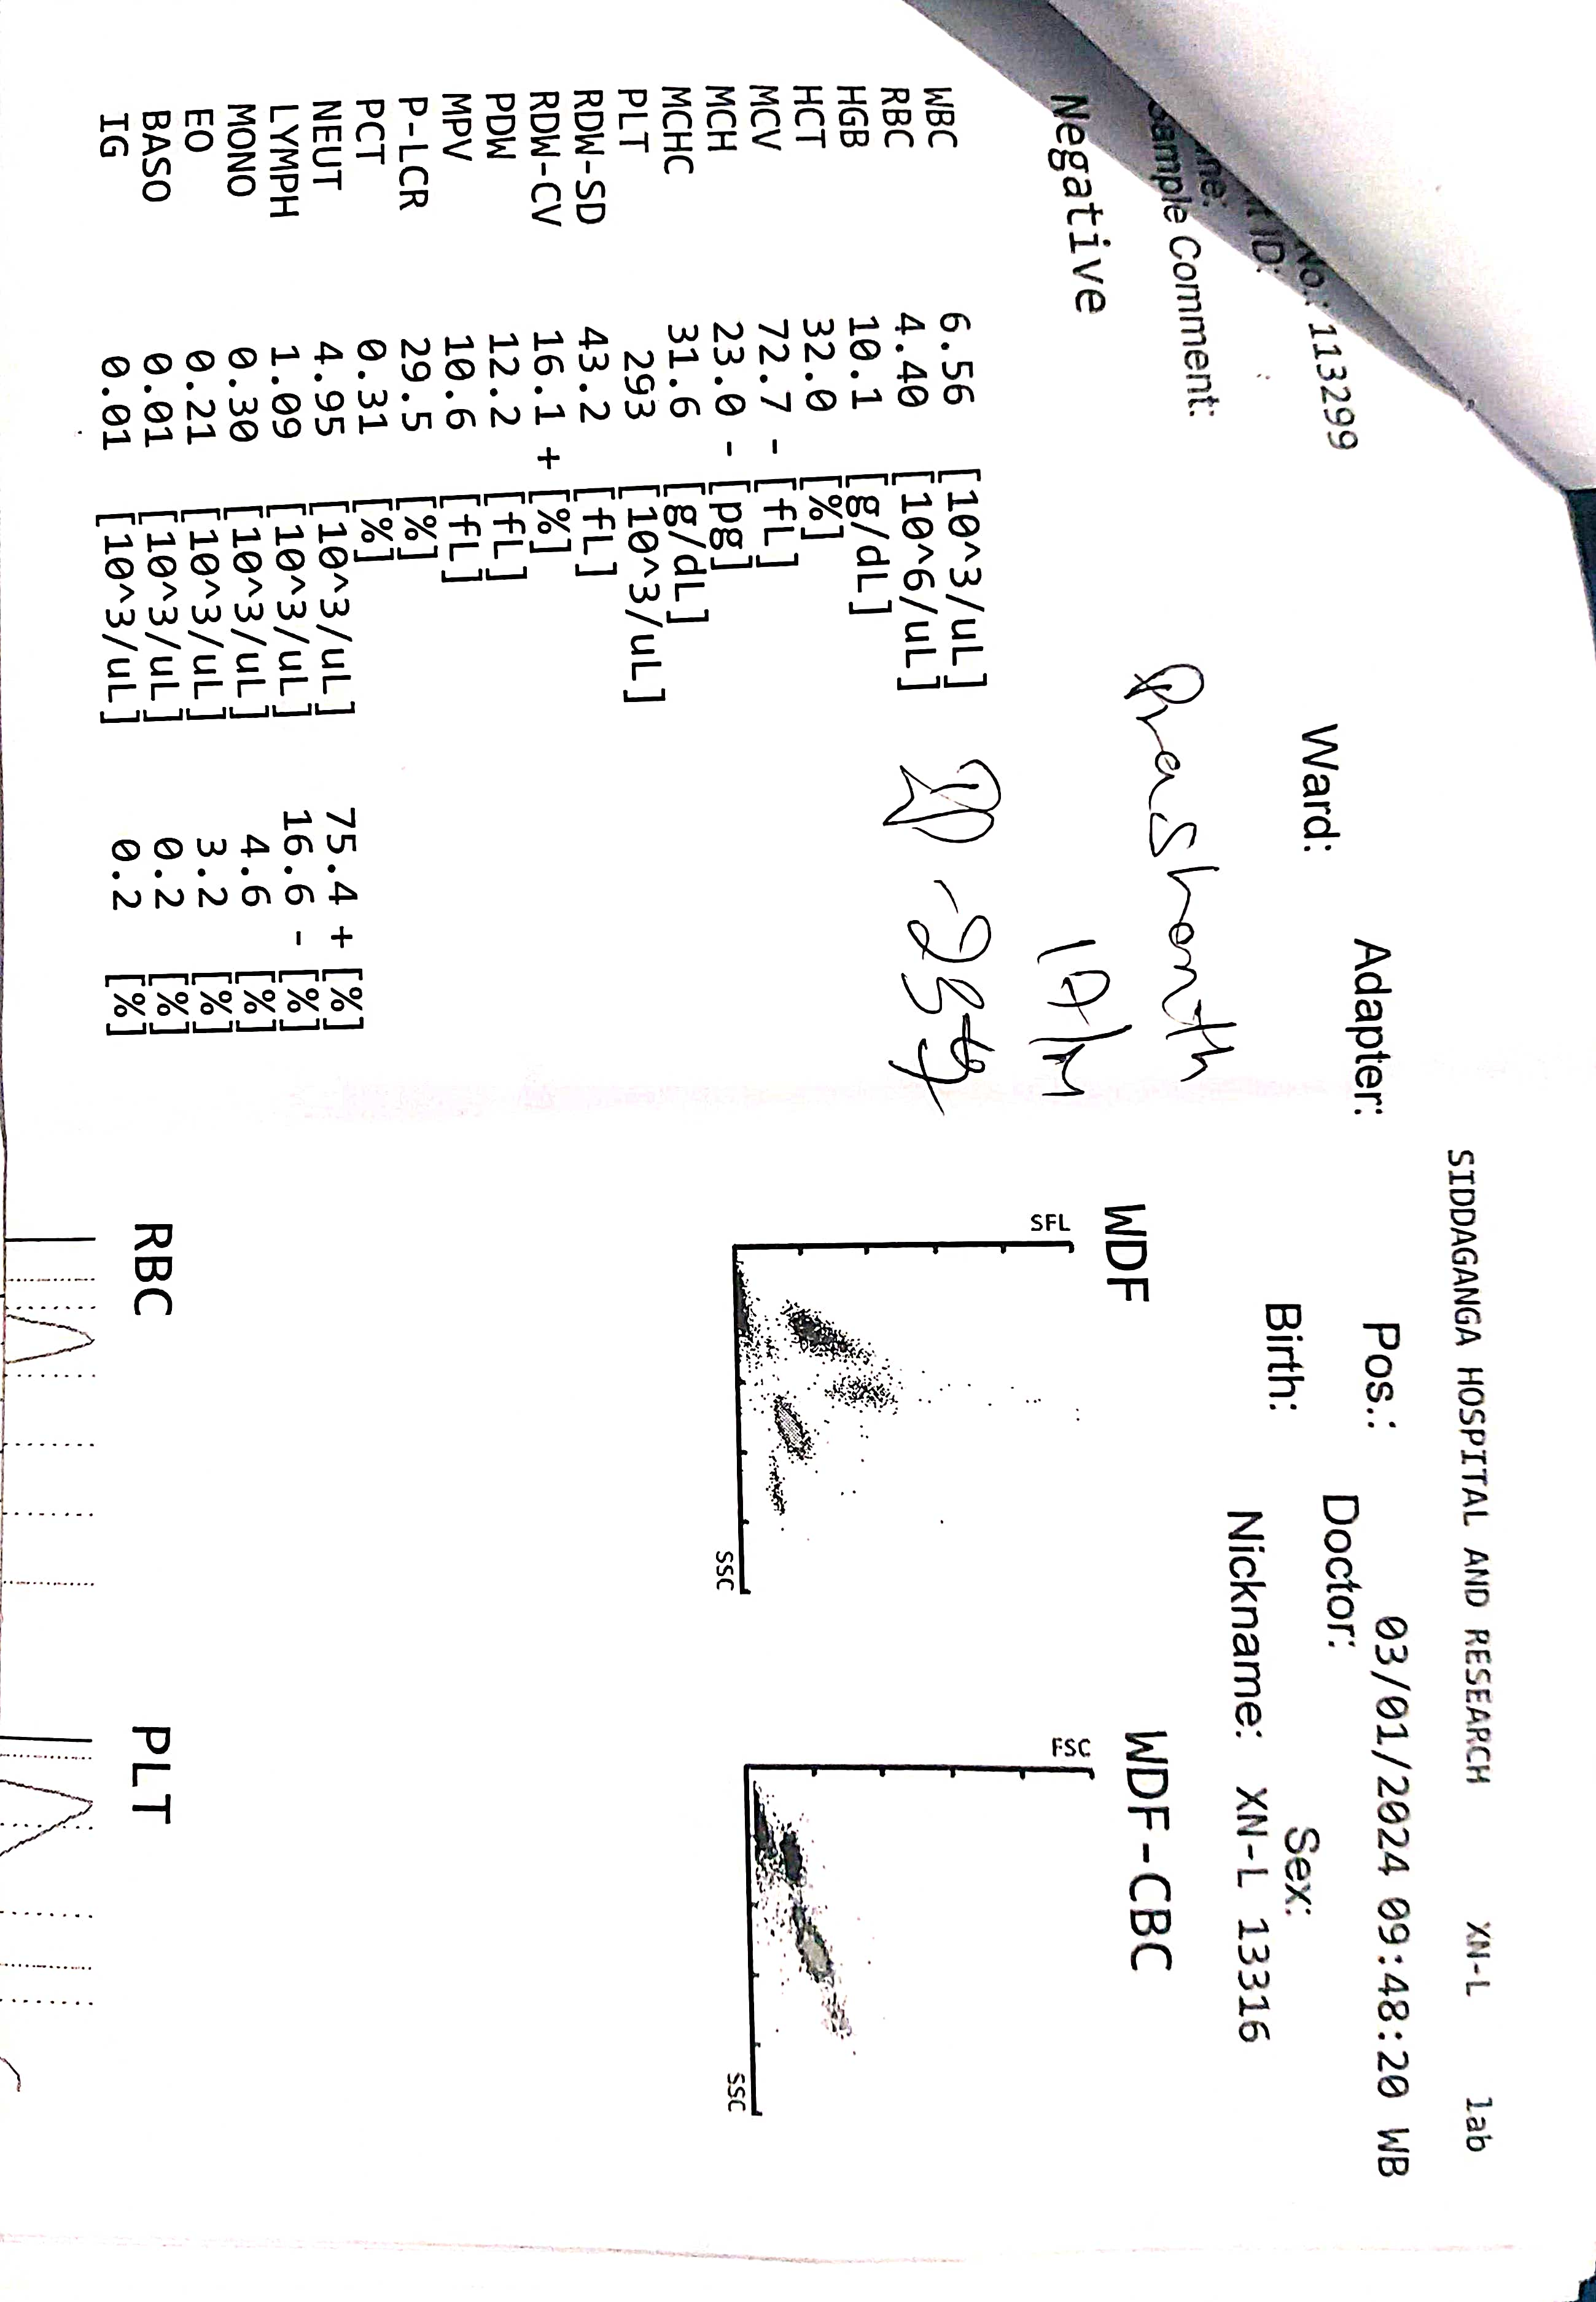 SIDDAGANGA HOSPITAL AND RESEARCH XN-L lab
No.: 113299 Adapter: Pos.: 03/01/2024 09:48:20 WB
ID: Ward: Doctor:
Birth: Sex:
Sample Comment: Nickname: XN-L 13316
Prashanth
Negative
WDF WDF-CBC
WBC 6.56 [10^3/uL]
RBC 4.40 [10^6/uL]
HGB 10.1 [g/dL]
HCT 32.0 [%]
MCV 72.7 - [fL]
MCH 23.0 - [pg]
MCHC 31.6 [g/dL]
PLT 293 [10^3/uL]
RDW-SD 43.2 [fL]
RDW-CV 16.1 + [%]
PDW 12.2 [fL]
MPV 10.6 [fL]
P-LCR 29.5 [%]
PCT 0.31 [%]
NEUT 4.95 [10^3/uL] 75.4 + [%]
LYMPH 1.09 [10^3/uL] 16.6 - [%]
MONO 0.30 [10^3/uL] 4.6 [%]
EO 0.21 [10^3/uL] 3.2 [%]
BASO 0.01 [10^3/uL] 0.2 [%]
IG 0.01 [10^3/uL] 0.2 [%]
SFL
SSC
FSC
SSC
RBC PLT